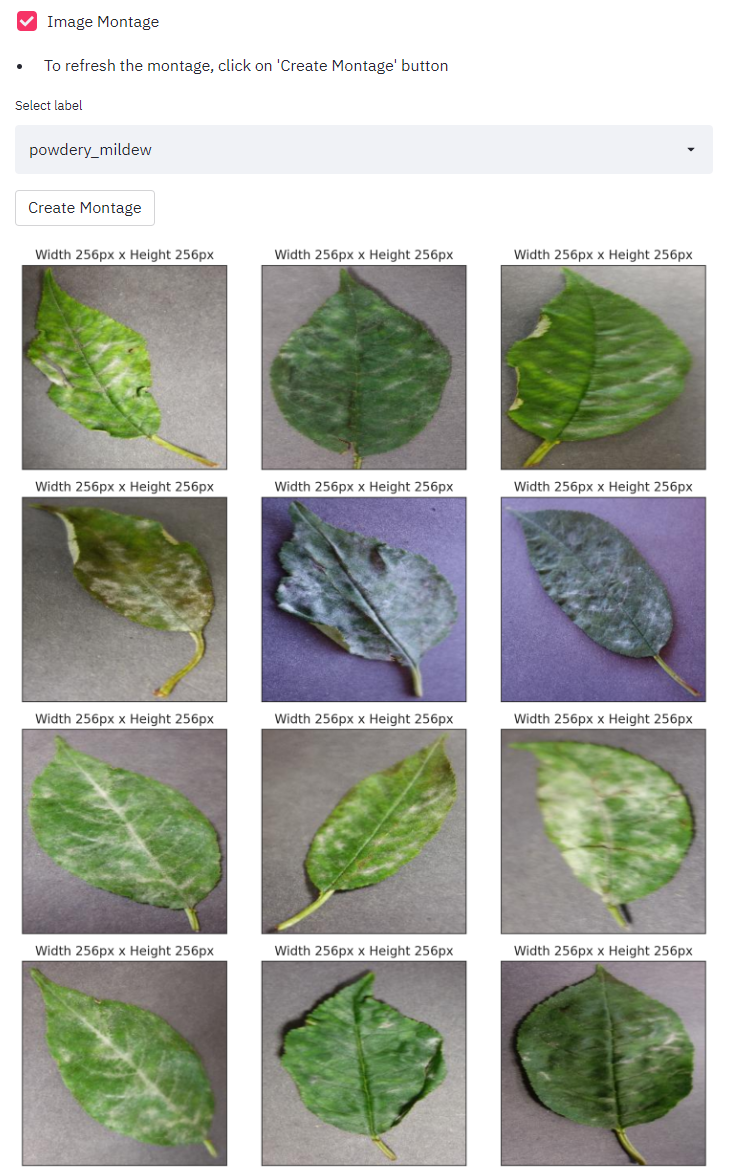 Image Montage
• To refresh the montage, click on 'Create Montage' button
Select label
powdery_mildew
Create Montage
Width 256px x Height 256px Width 256px x Height 256px Width 256px x Height 256px
Width 256px x Height 256px Width 256px x Height 256px Width 256px x Height 256px
Width 256px x Height 256px Width 256px x Height 256px Width 256px x Height 256px
Width 256px x Height 256px Width 256px x Height 256px Width 256px x Height 256px